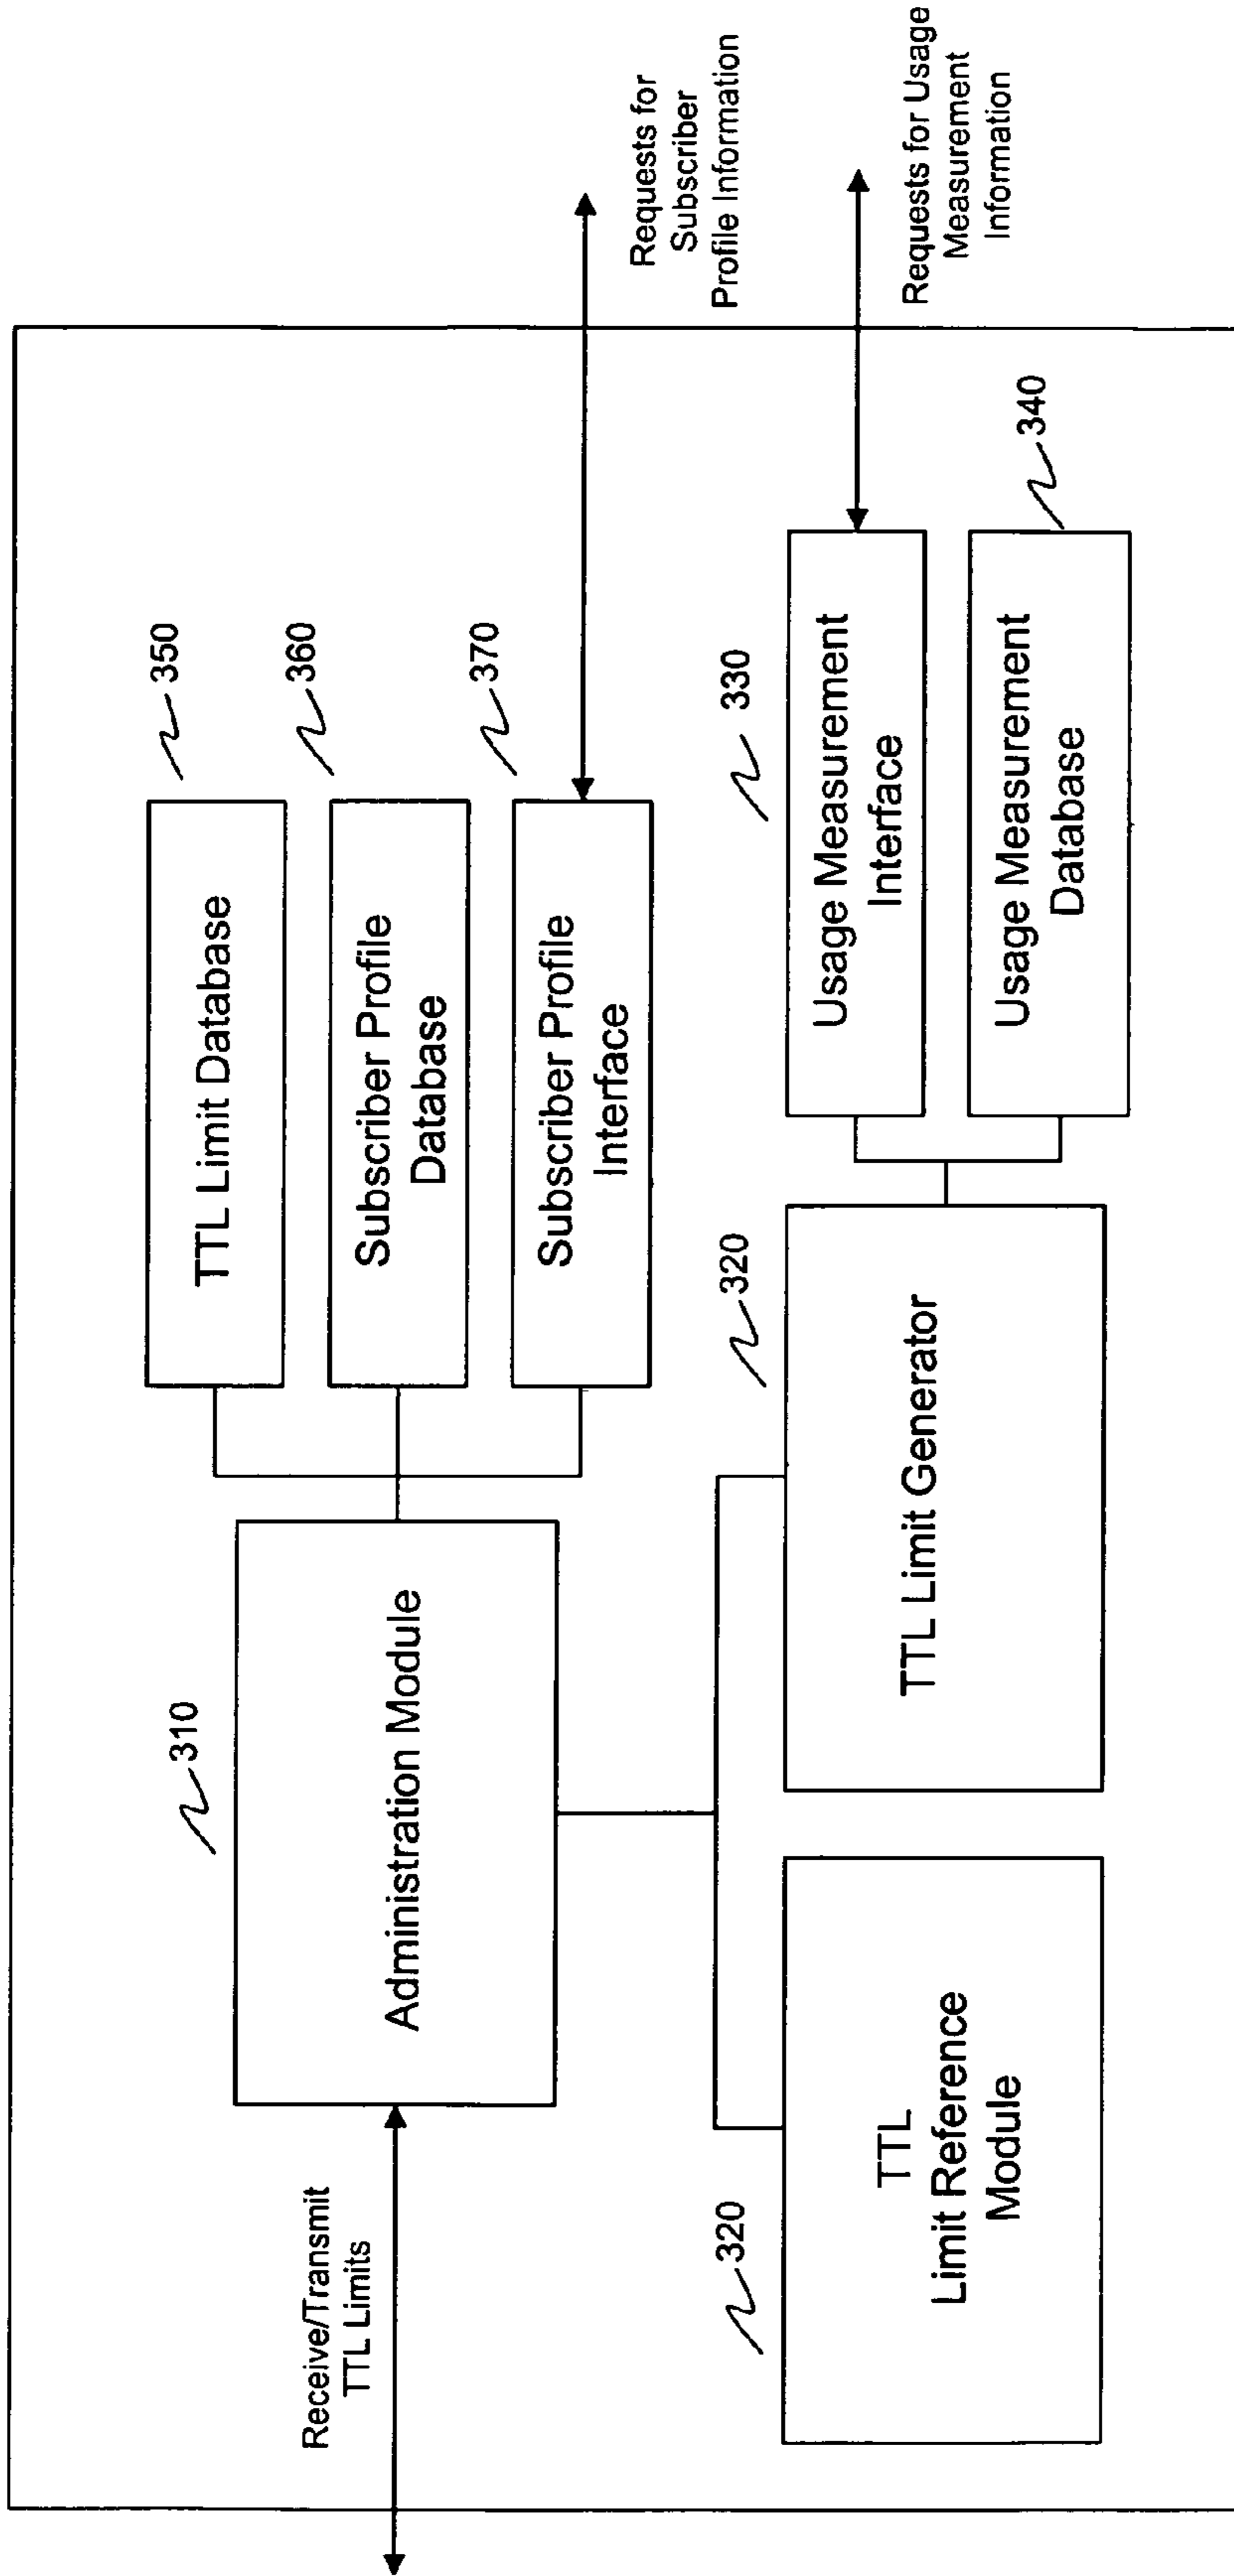 Receive/Transmit
TTL Limits
310
Administration Module
350
TTL Limit Database
360
Subscriber Profile
Database
370
Subscriber Profile
Interface
Requests for
Subscriber
Profile Information
320
TTL
Limit Reference
Module
320
TTL Limit Generator
330
Usage Measurement
Interface
340
Usage Measurement
Database
Requests for Usage
Measurement
Information